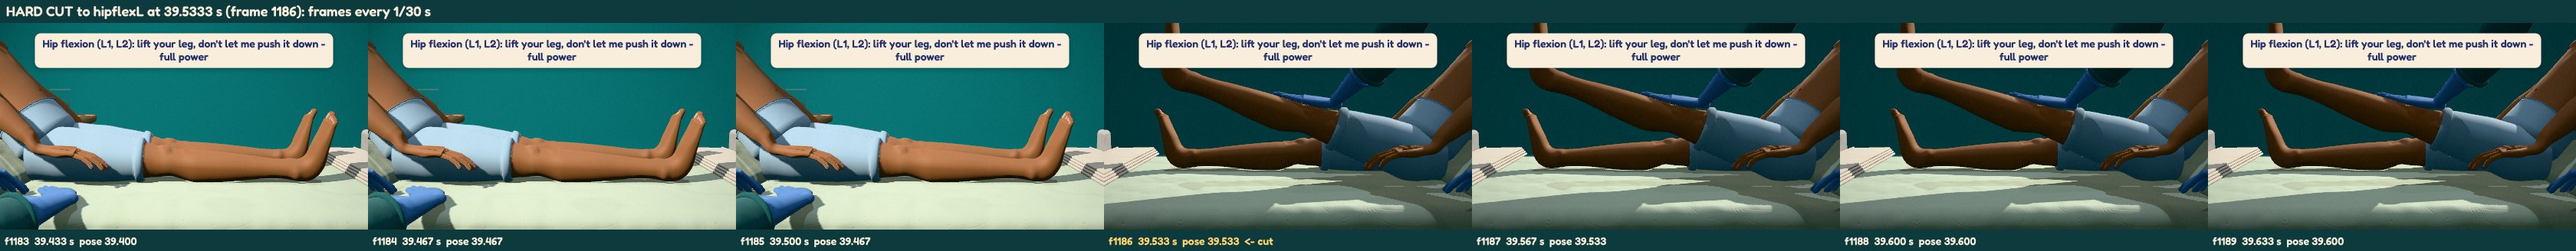 HARD CUT to hipflexL at 39.5333 s (frame 1186): frames every 1/30 s
Hip flexion (L1, L2): lift your leg, don't let me push it down -
full power
Hip flexion (L1, L2): lift your leg, don't let me push it down -
full power
Hip flexion (L1, L2): lift your leg, don't let me push it down -
full power
Hip flexion (L1, L2): lift your leg, don't let me push it down -
full power
Hip flexion (L1, L2): lift your leg, don't let me push it down -
full power
Hip flexion (L1, L2): lift your leg, don't let me push it down -
full power
Hip flexion (L1, L2): lift your leg, don't let me push it down -
full power
f1183 39.433 s pose 39.400
f1184 39.467 s pose 39.467
f1185 39.500 s pose 39.467
f1186 39.533 s pose 39.533 <- cut
f1187 39.567 s pose 39.533
f1188 39.600 s pose 39.600
f1189 39.633 s pose 39.600